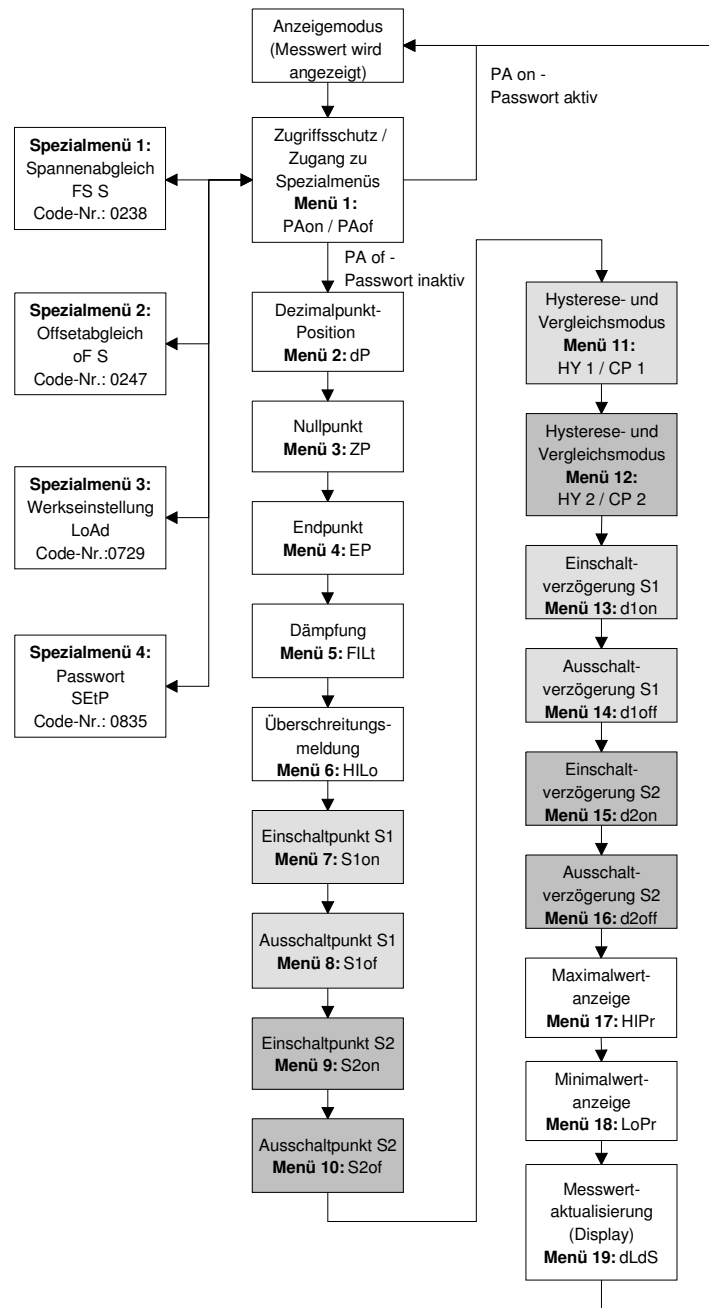 Anzeigemodus
(Messwert wird
angezeigt)
PA on -
Passwort aktiv
Zugriffsschutz /
Zugang zu
Spezialmenüs
Menü 1:
PAon / PAof
Spezialmenü 1:
Spannenabgleich
FS S
Code-Nr.: 0238
Spezialmenü 2:
Offsetabgleich
oF S
Code-Nr.: 0247
Spezialmenü 3:
Werkseinstellung
LoAd
Code-Nr.:0729
Spezialmenü 4:
Passwort
SEtP
Code-Nr.: 0835
PA of -
Passwort inaktiv
Dezimalpunkt-
Position
Menü 2: dP
Nullpunkt
Menü 3: ZP
Endpunkt
Menü 4: EP
Dämpfung
Menü 5: FILt
Überschreitungs-
meldung
Menü 6: HILo
Einschaltpunkt S1
Menü 7: S1on
Ausschaltpunkt S1
Menü 8: S1of
Einschaltpunkt S2
Menü 9: S2on
Ausschaltpunkt S2
Menü 10: S2of
Hysterese- und
Vergleichsmodus
Menü 11:
HY 1 / CP 1
Hysterese- und
Vergleichsmodus
Menü 12:
HY 2 / CP 2
Einschalt-
verzögerung S1
Menü 13: d1on
Ausschalt-
verzögerung S1
Menü 14: d1off
Einschalt-
verzögerung S2
Menü 15: d2on
Ausschalt-
verzögerung S2
Menü 16: d2off
Maximalwert-
anzeige
Menü 17: HIPr
Minimalwert-
anzeige
Menü 18: LoPr
Messwert-
aktualisierung
(Display)
Menü 19: dLdS